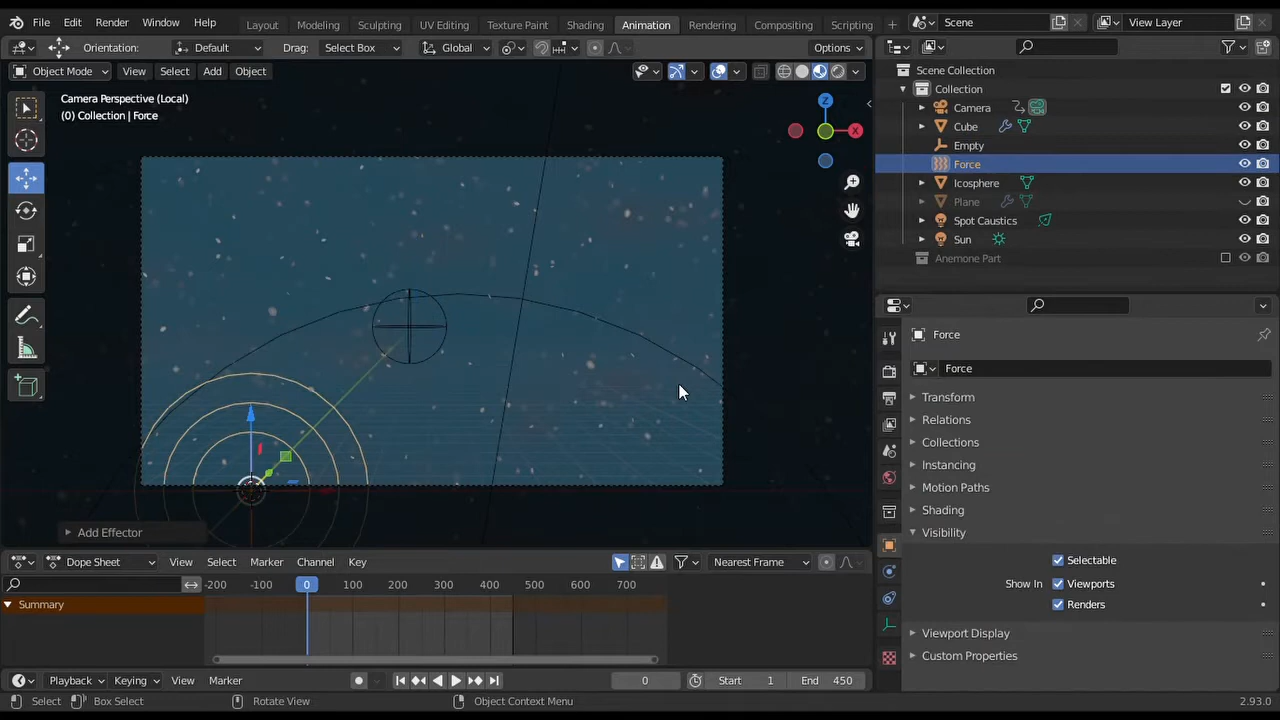 File Edit Render Window Help Layout Modeling Sculpting UV Editing Texture Paint Shading Animation Rendering Compositing Scripting Scene View Layer
Orientation: Default Drag: Select Box Global Options
Object Mode View Select Add Object
Camera Perspective (Local)
(0) Collection | Force
Z
X
Add Effector
Scene Collection
Collection
Camera
Cube
Empty
Force
Icosphere
Plane
Spot Caustics
Sun
Anemone Part
Force
Force
Transform
Relations
Collections
Instancing
Motion Paths
Shading
Visibility
Selectable
Show In Viewports
Renders
Viewport Display
Custom Properties
Dope Sheet View Select Marker Channel Key Nearest Frame
-200 -100 0 100 200 300 400 500 600 700
Summary
Playback Keying View Marker 0 Start 1 End 450
Select Box Select Rotate View Object Context Menu 2.93.0